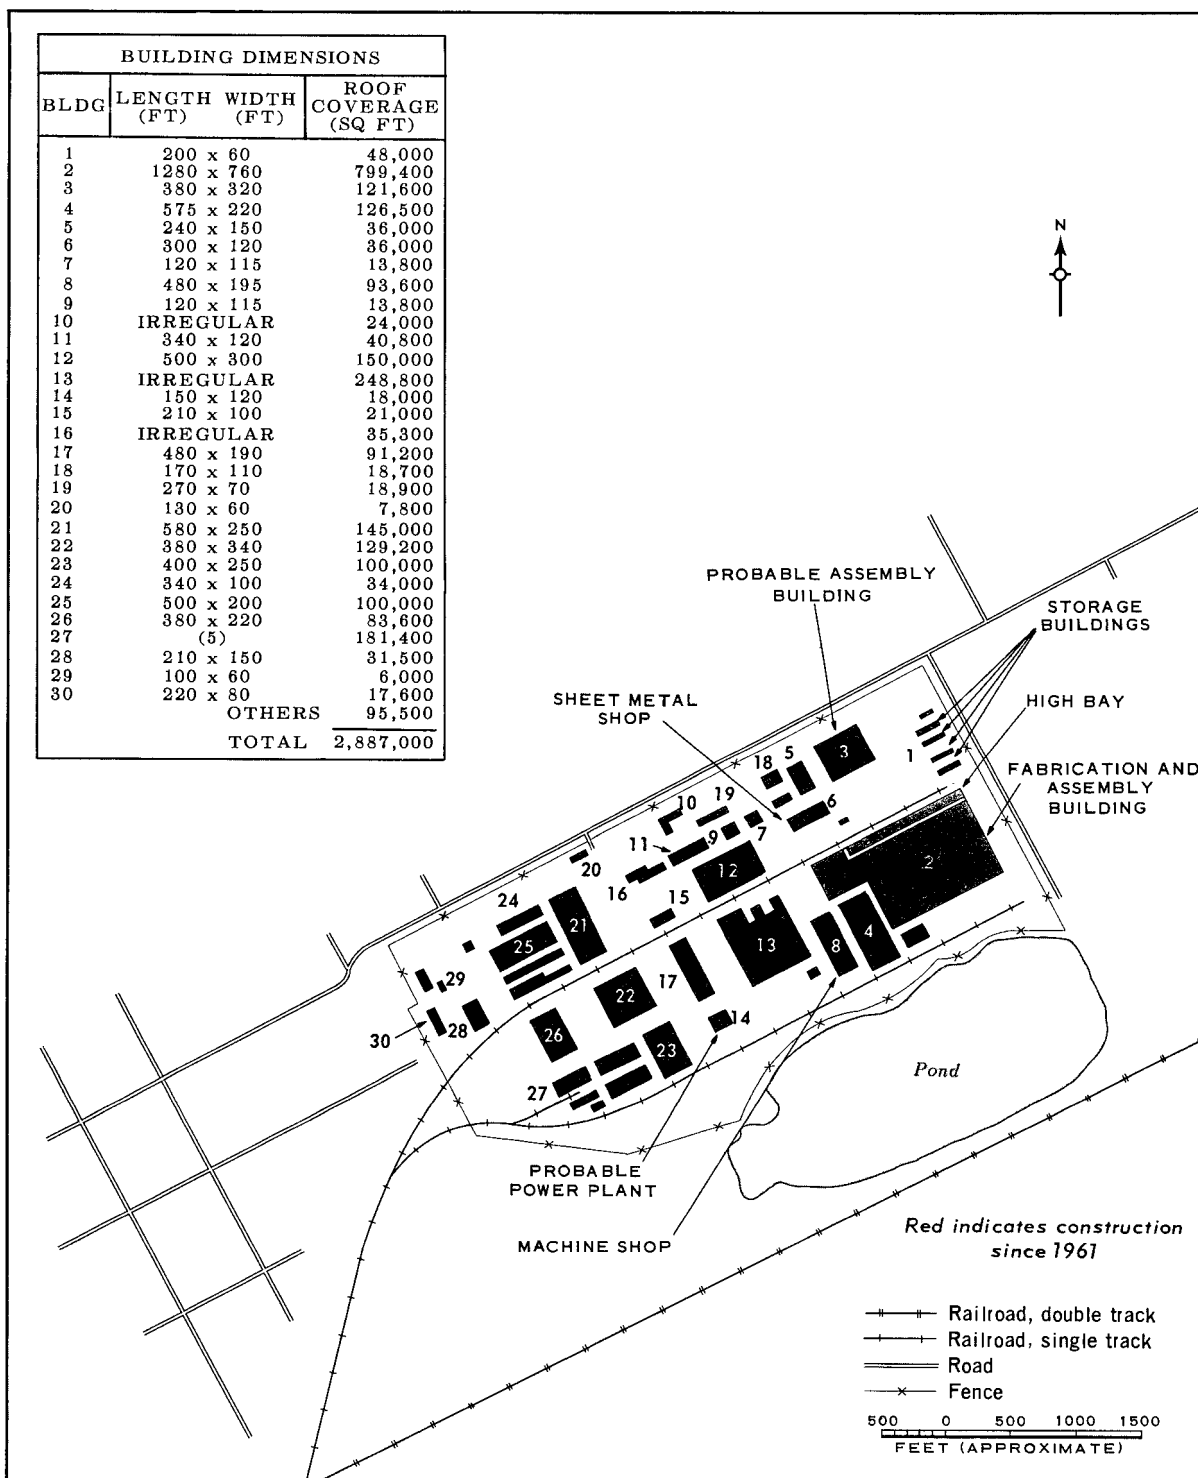 BUILDING DIMENSIONS
BLDG LENGTH (FT) WIDTH (FT) ROOF COVERAGE (SQ FT)
1 200 x 60 48,000
2 1280 x 760 799,400
3 380 x 320 121,600
4 575 x 220 126,500
5 240 x 150 36,000
6 300 x 120 36,000
7 120 x 115 13,800
8 480 x 195 93,600
9 120 x 115 13,800
10 IRREGULAR 24,000
11 340 x 120 40,800
12 500 x 300 150,000
13 IRREGULAR 248,800
14 150 x 120 18,000
15 210 x 100 21,000
16 IRREGULAR 35,300
17 480 x 190 91,200
18 170 x 110 18,700
19 270 x 70 18,900
20 130 x 60 7,800
21 580 x 250 145,000
22 380 x 340 129,200
23 400 x 250 100,000
24 340 x 100 34,000
25 500 x 200 100,000
26 380 x 220 83,600
27 (5) 181,400
28 210 x 150 31,500
29 100 x 60 6,000
30 220 x 80 17,600
OTHERS 95,500
TOTAL 2,887,000
N
PROBABLE ASSEMBLY
BUILDING
STORAGE
BUILDINGS
SHEET METAL
SHOP
HIGH BAY
FABRICATION AND
ASSEMBLY
BUILDING
3
1
5
18
6
19
10
7
9
11
2
12
20
16
15
24
21
25
4
8
13
17
29
22
14
30
28
26
23
27
Pond
PROBABLE
POWER PLANT
MACHINE SHOP
Red indicates construction
since 1961
Railroad, double track
Railroad, single track
Road
Fence
500 0 500 1000 1500
FEET (APPROXIMATE)